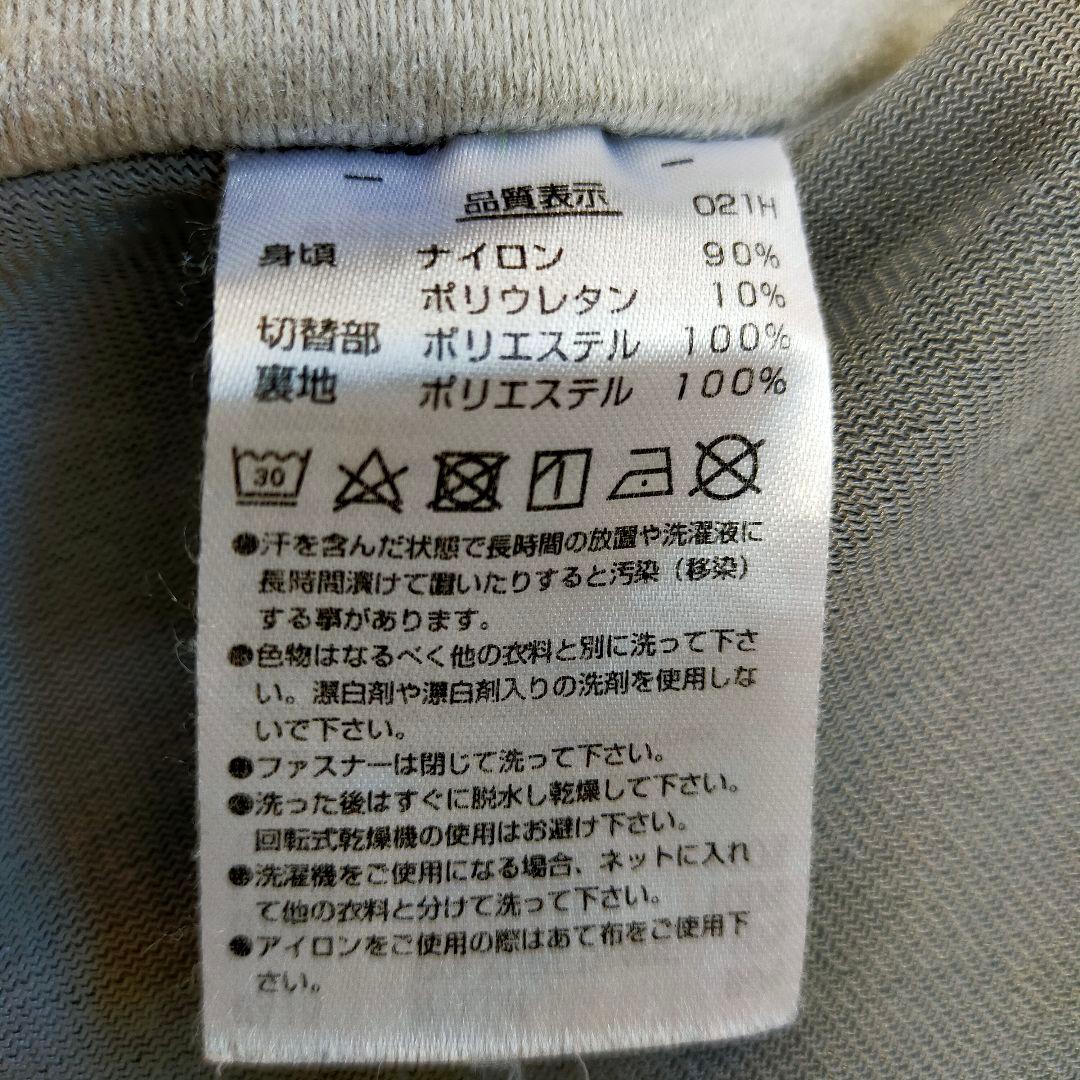 品質表示 021H
身頃 ナイロン 90%
ポリウレタン 10%
切替部 ポリエステル 100%
裏地 ポリエステル 100%
30
●汗を含んだ状態で長時間の放置や洗濯液に
長時間漬けて置いたりすると汚染(移染)
する事があります。
●色物はなるべく他の衣料と別に洗って下さ
い。漂白剤や漂白剤入りの洗剤を使用しな
いで下さい。
●ファスナーは閉じて洗って下さい。
●洗った後はすぐに脱水し乾燥して下さい。
回転式乾燥機の使用はお避け下さい。
●洗濯機をご使用になる場合、ネットに入れ
て他の衣料と分けて洗って下さい。
●アイロンをご使用の際はあて布をご使用下
さい。